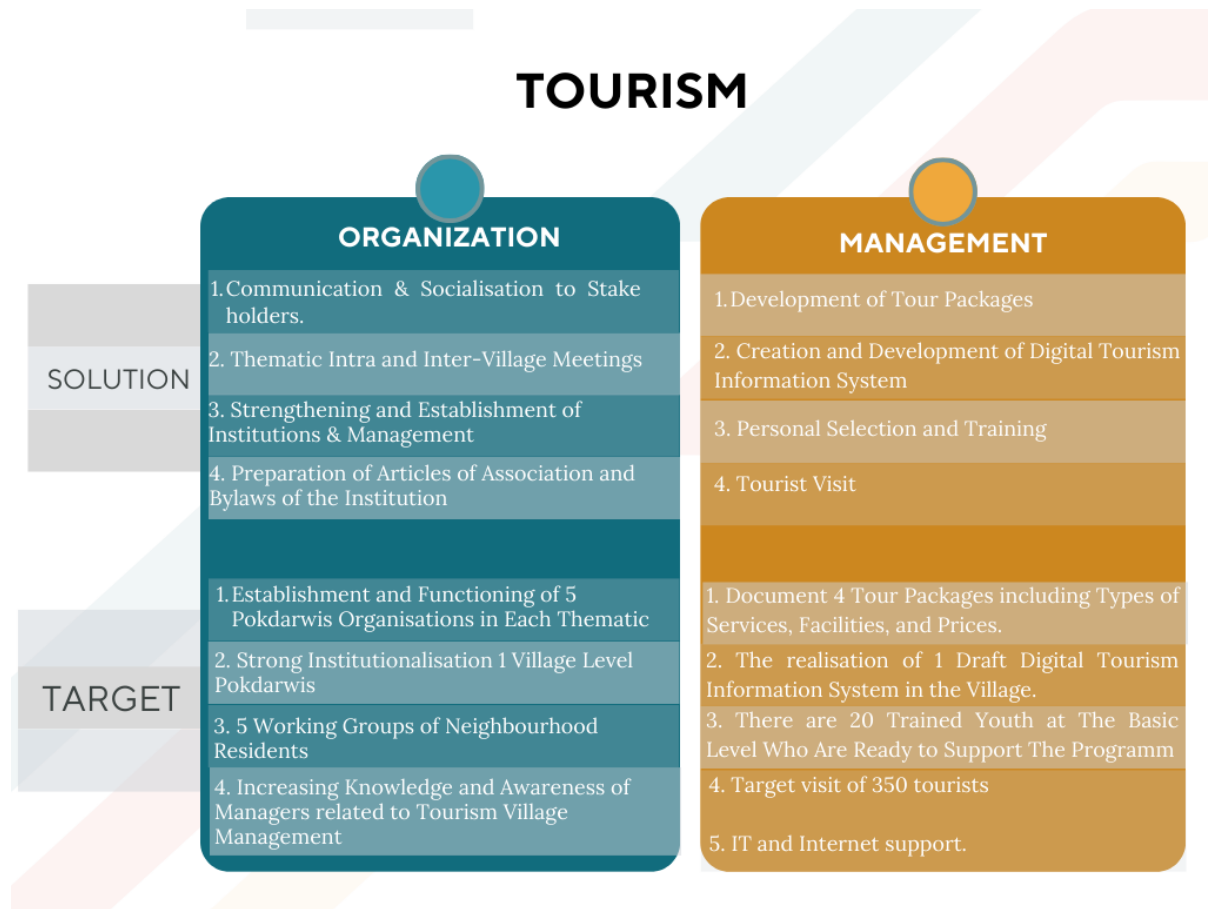 TOURISM
ORGANIZATION
1. Communication & Socialisation to Stake
holders.
2. Thematic Intra and Inter-Village Meetings
3. Strengthening and Establishment of
Institutions & Management
4. Preparation of Articles of Association and
Bylaws of the Institution
MANAGEMENT
1. Development of Tour Packages
2. Creation and Development of Digital Tourism
Information System
3. Personal Selection and Training
4. Tourist Visit
SOLUTION
TARGET
1. Establishment and Functioning of 5
Pokdarwis Organisations in Each Thematic
2. Strong Institutionalisation 1 Village Level
Pokdarwis
3. 5 Working Groups of Neighbourhood
Residents
4. Increasing Knowledge and Awareness of
Managers related to Tourism Village
Management
1. Document 4 Tour Packages including Types of
Services, Facilities, and Prices.
2. The realisation of 1 Draft Digital Tourism
Information System in the Village.
3. There are 20 Trained Youth at The Basic
Level Who Are Ready to Support The Programm
4. Target visit of 350 tourists
5. IT and Internet support.